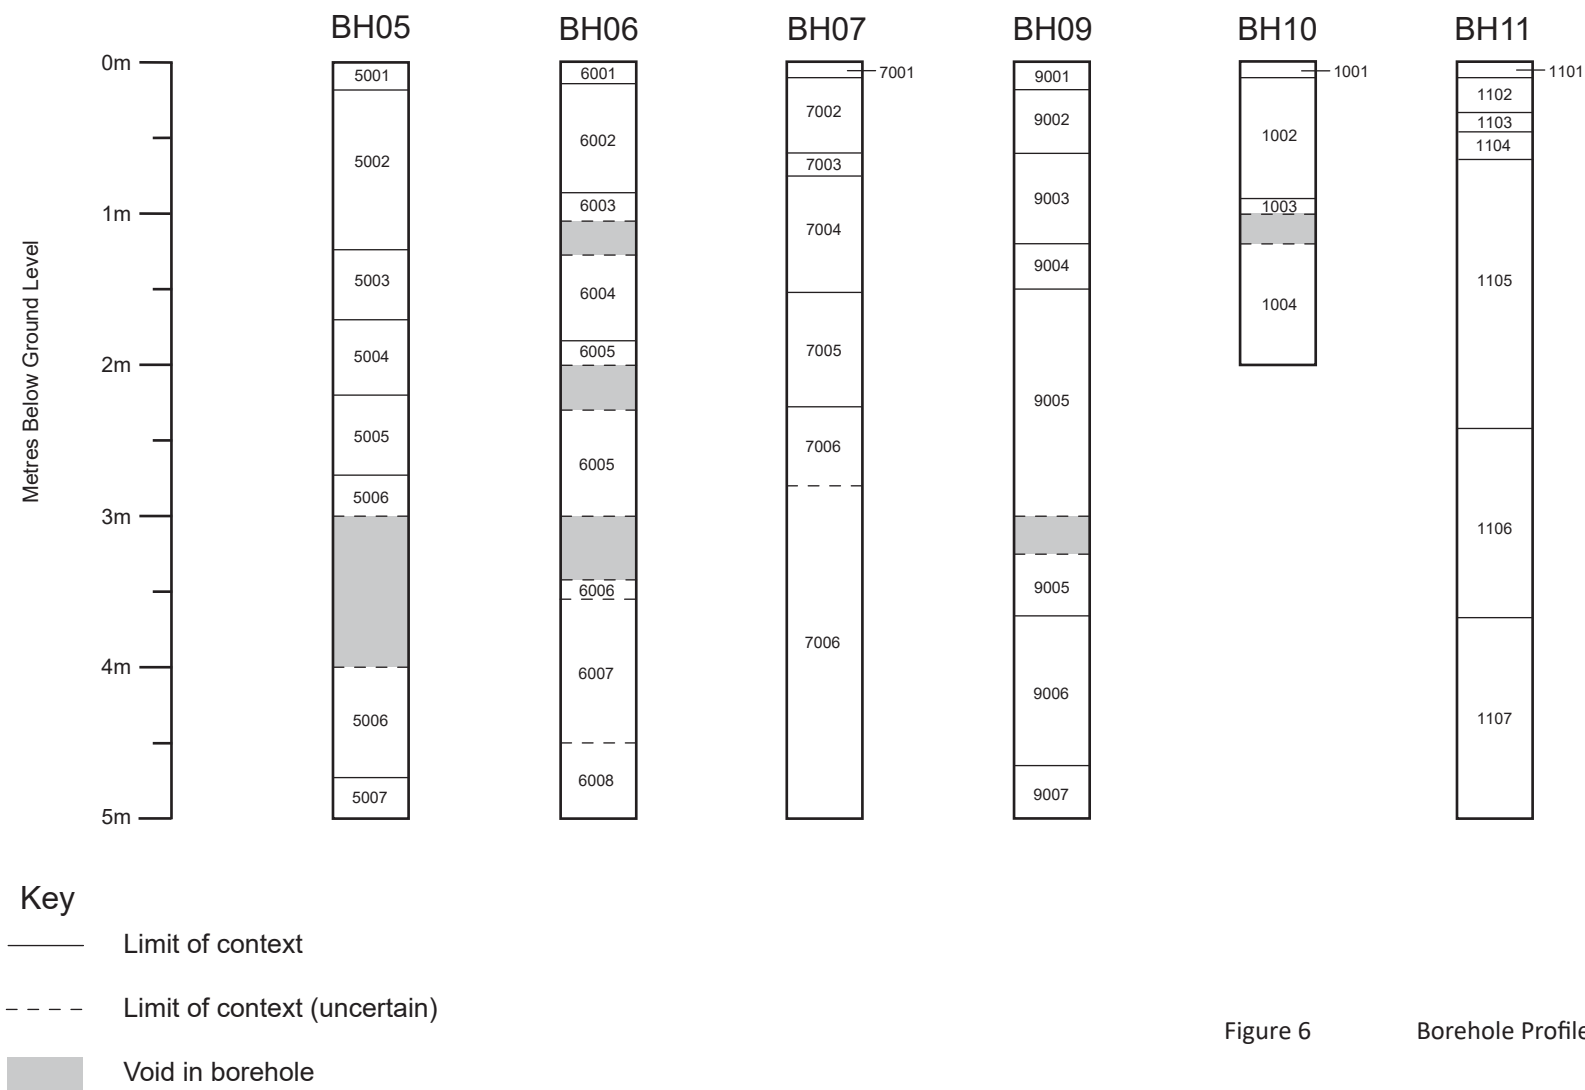 BH05
BH06
BH07
BH09
BH10
BH11
Metres Below Ground Level
0m
1m
2m
3m
4m
5m
5001
5002
5003
5004
5005
5006
5006
5007
6001
6002
6003
6004
6005
6005
6006
6007
6008
7001
7002
7003
7004
7005
7006
7006
9001
9002
9003
9004
9005
9005
9006
9007
1001
1002
1003
1004
1101
1102
1103
1104
1105
1106
1107
Key
Limit of context
Limit of context (uncertain)
Void in borehole
Figure 6 Borehole Profile